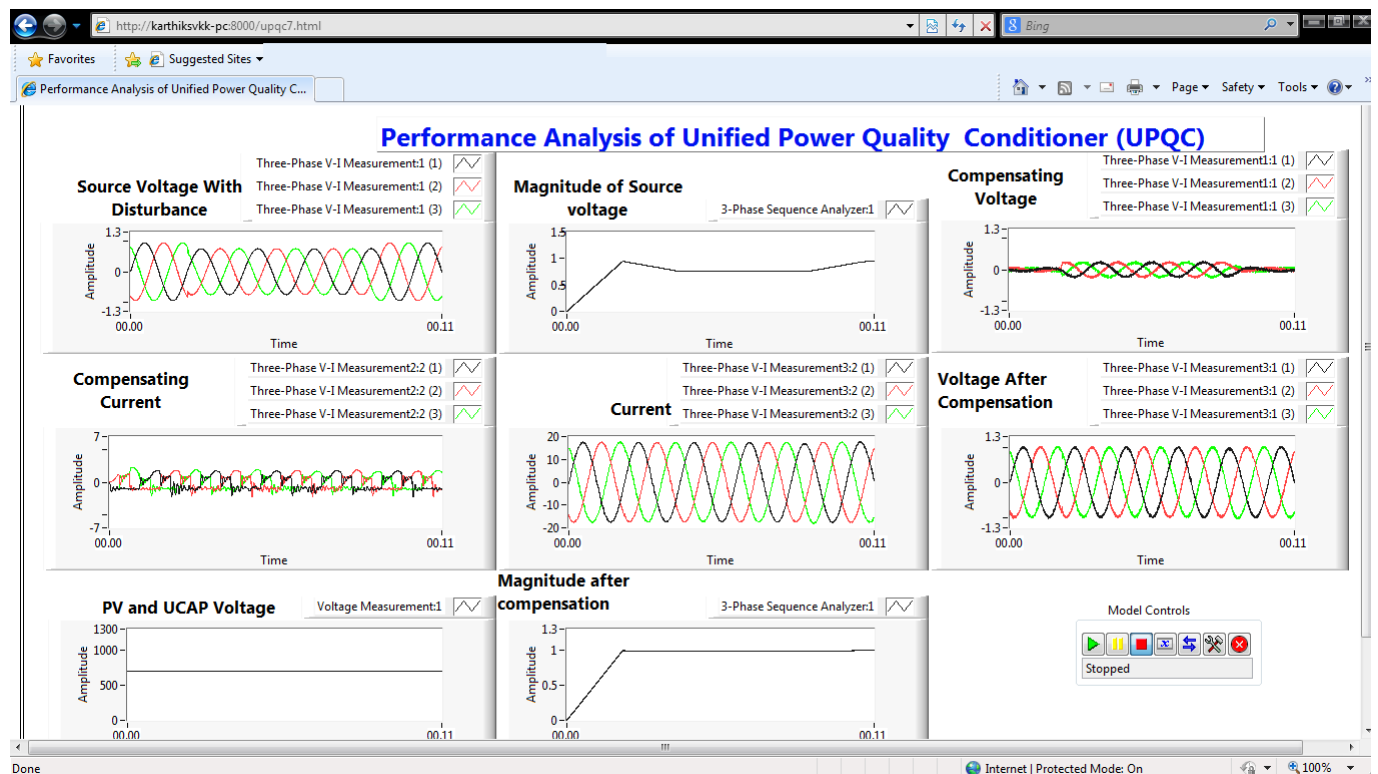 http://karthiksvkk-pc:8000/upqc7.html
Bing
Favorites
Suggested Sites
Performance Analysis of Unified Power Quality C...
Page
Safety
Tools
Performance Analysis of Unified Power Quality Conditioner (UPQC)
Source Voltage With
Disturbance
Three-Phase V-I Measurement:1 (1)
Three-Phase V-I Measurement:1 (2)
Three-Phase V-I Measurement:1 (3)
1.3
0
-1.3
Amplitude
00.00
00.11
Time
Magnitude of Source
voltage
3-Phase Sequence Analyzer:1
1.5
1
0.5
0
Amplitude
00.00
00.11
Time
Compensating
Voltage
Three-Phase V-I Measurement1:1 (1)
Three-Phase V-I Measurement1:1 (2)
Three-Phase V-I Measurement1:1 (3)
1.3
0
-1.3
Amplitude
00.00
00.11
Time
Compensating
Current
Three-Phase V-I Measurement2:2 (1)
Three-Phase V-I Measurement2:2 (2)
Three-Phase V-I Measurement2:2 (3)
7
0
-7
Amplitude
00.00
00.11
Time
Current
Three-Phase V-I Measurement3:2 (1)
Three-Phase V-I Measurement3:2 (2)
Three-Phase V-I Measurement3:2 (3)
20
10
0
-10
-20
Amplitude
00.00
00.11
Time
Voltage After
Compensation
Three-Phase V-I Measurement3:1 (1)
Three-Phase V-I Measurement3:1 (2)
Three-Phase V-I Measurement3:1 (3)
1.3
0
-1.3
Amplitude
00.00
00.11
Time
PV and UCAP Voltage
Voltage Measurement:1
1300
1000
500
0
Amplitude
00.00
00.11
Magnitude after
compensation
3-Phase Sequence Analyzer:1
1.3
1
0.5
0
Amplitude
00.00
00.11
Model Controls
Stopped
Done
Internet | Protected Mode: On
100%